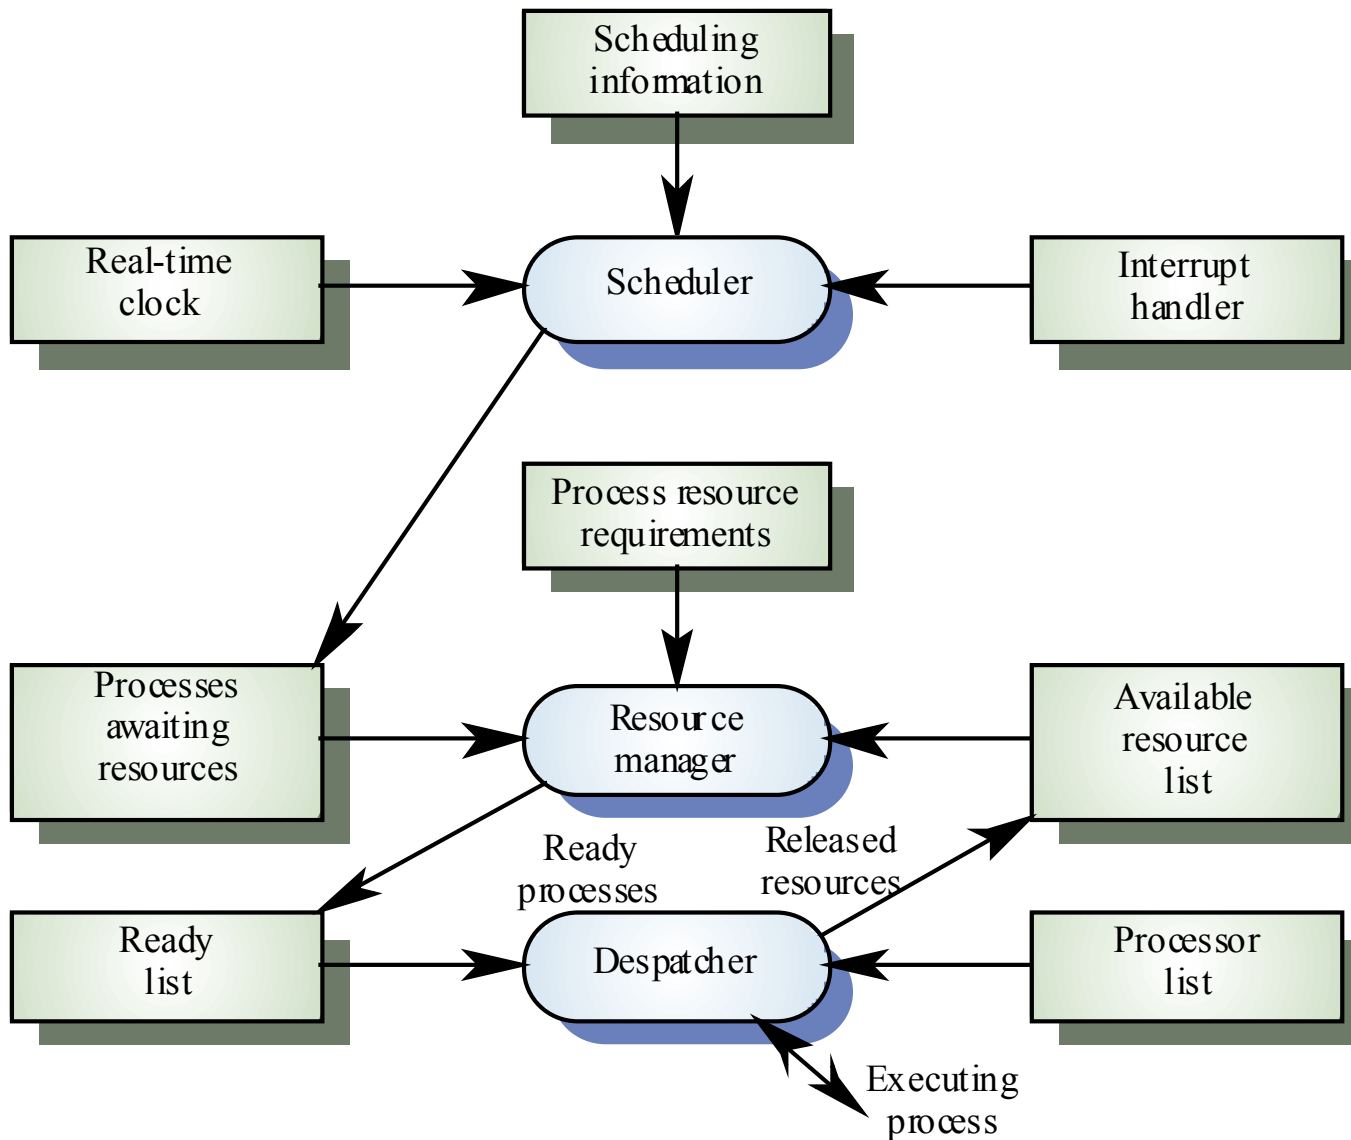 Scheduling
information
Real-time
clock
Scheduler
Interrupt
handler
Process resource
requirements
Processes
awaiting
resources
Resource
manager
Available
resource
list
Ready
processes
Released
resources
Ready
list
Despatcher
Processor
list
Executing
process